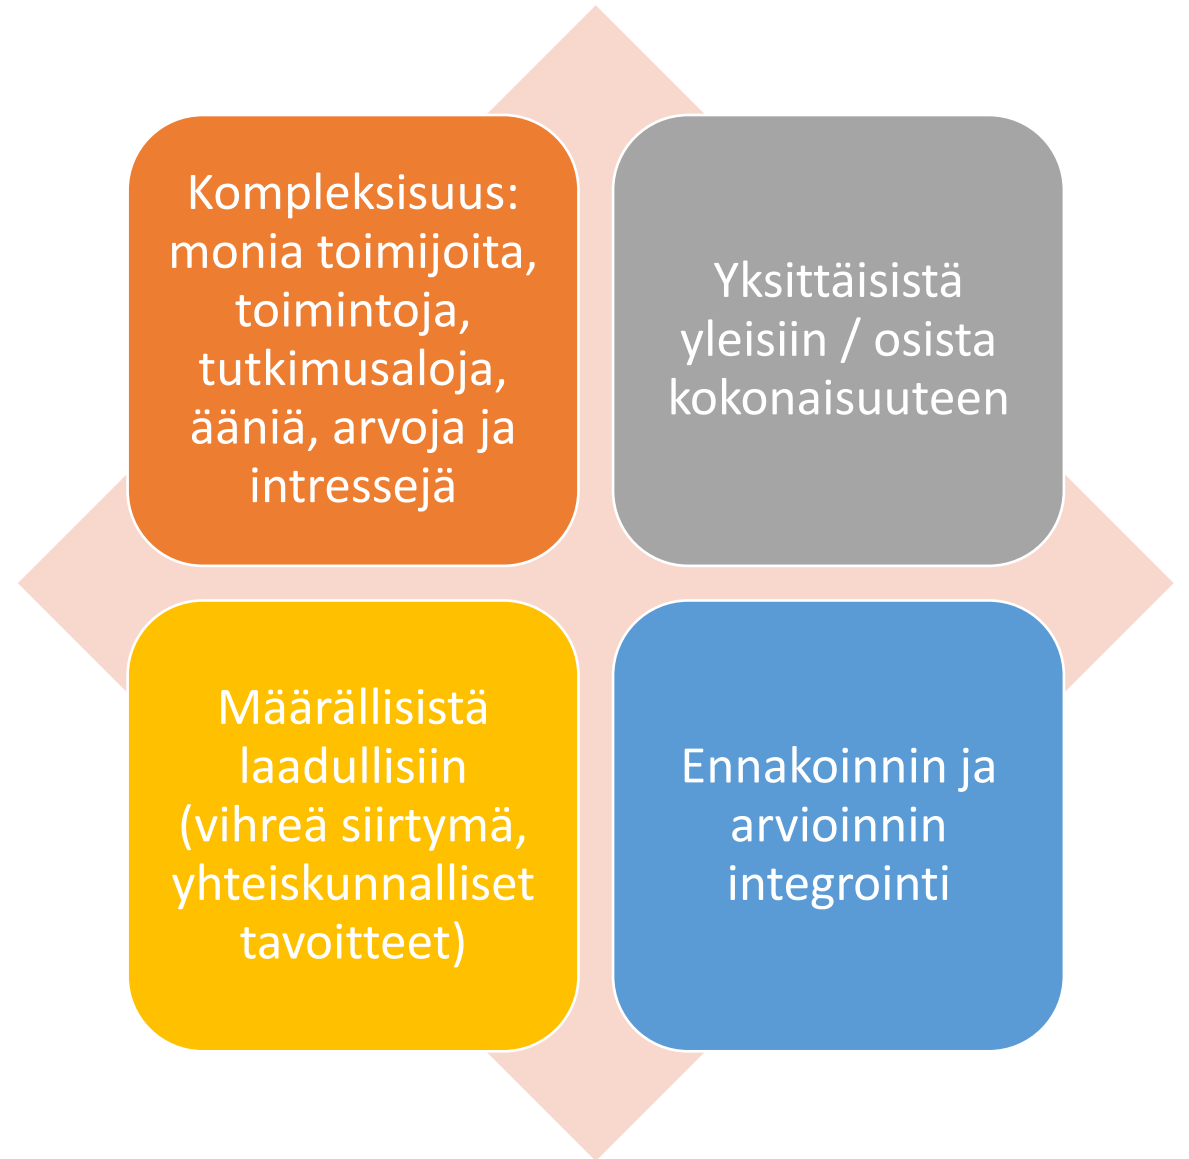 Kompleksisuus:
monia toimijoita,
toimintoja,
tutkimusaloja,
ääniä, arvoja ja
intressejä
Yksittäisistä
yleisiin / osista
kokonaisuuteen
Määrällisistä
laadullisiin
(vihreä siirtymä,
yhteiskunnalliset
tavoitteet)
Ennakoinnin ja
arvioinnin
integrointi